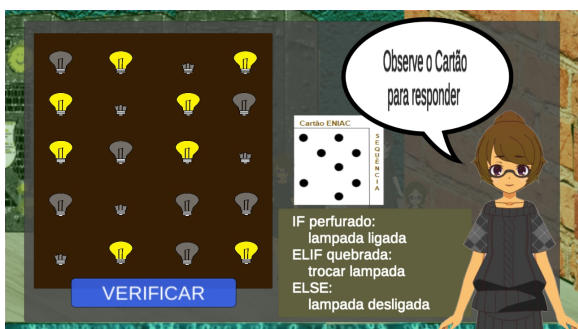 Observe o Cartão
para responder
Cartão ENIAC
SEQUÊNCIA
IF perfurado:
lampada ligada
ELIF quebrada:
trocar lampada
ELSE:
lampada desligada
VERIFICAR